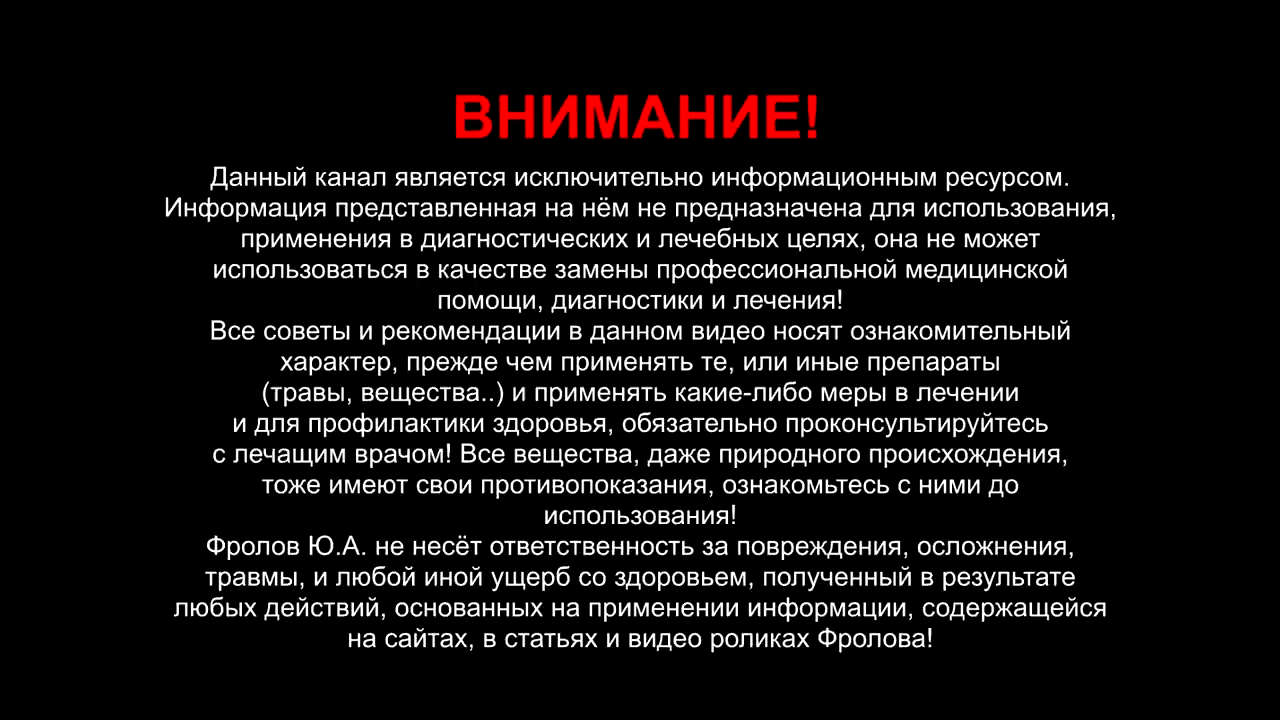 ВНИМАНИЕ!
Данный канал является исключительно информационным ресурсом.
Информация представленная на нём не предназначена для использования,
применения в диагностических и лечебных целях, она не может
использоваться в качестве замены профессиональной медицинской
помощи, диагностики и лечения!
Все советы и рекомендации в данном видео носят ознакомительный
характер, прежде чем применять те, или иные препараты
(травы, вещества..) и применять какие-либо меры в лечении
и для профилактики здоровья, обязательно проконсультируйтесь
с лечащим врачом! Все вещества, даже природного происхождения,
тоже имеют свои противопоказания, ознакомьтесь с ними до
использования!
Фролов Ю.А. не несёт ответственность за повреждения, осложнения,
травмы, и любой иной ущерб со здоровьем, полученный в результате
любых действий, основанных на применении информации, содержащейся
на сайтах, в статьях и видео роликах Фролова!